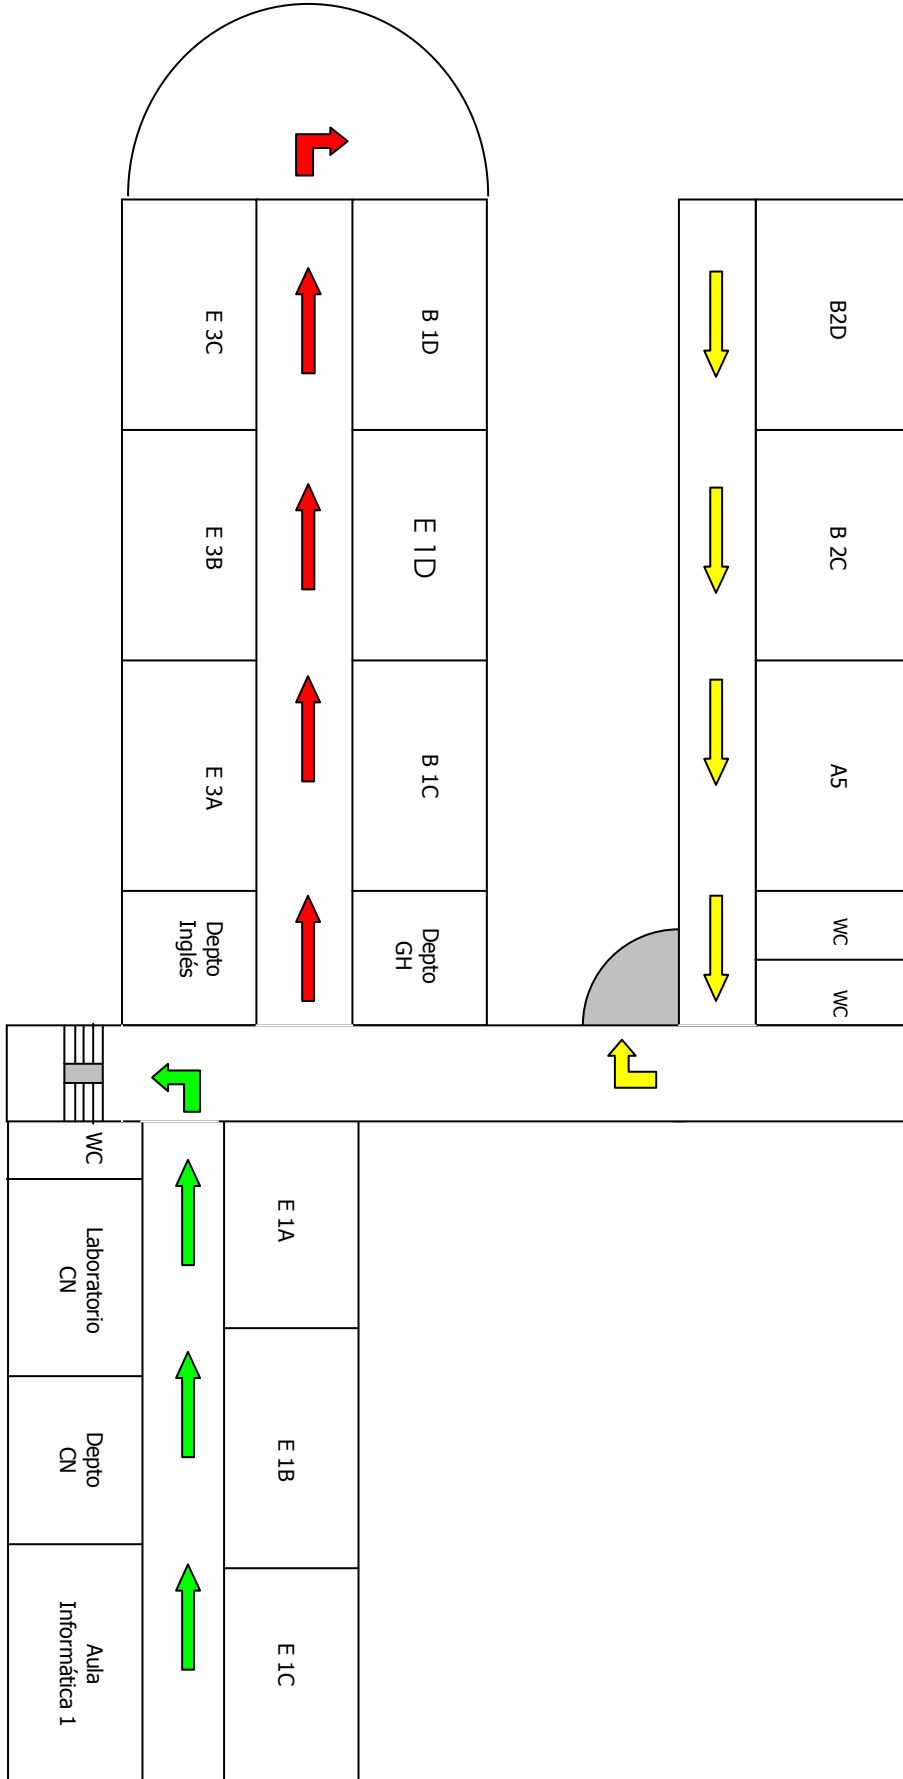 E 3C
B 1D
B2D
E 3B
E 1D
B 2C
E 3A
B 1C
A5
Depto
Inglés
Depto
GH
WC
WC
WC
E 1A
Laboratorio
CN
Depto
CN
E 1B
Aula
Informática 1
E 1C